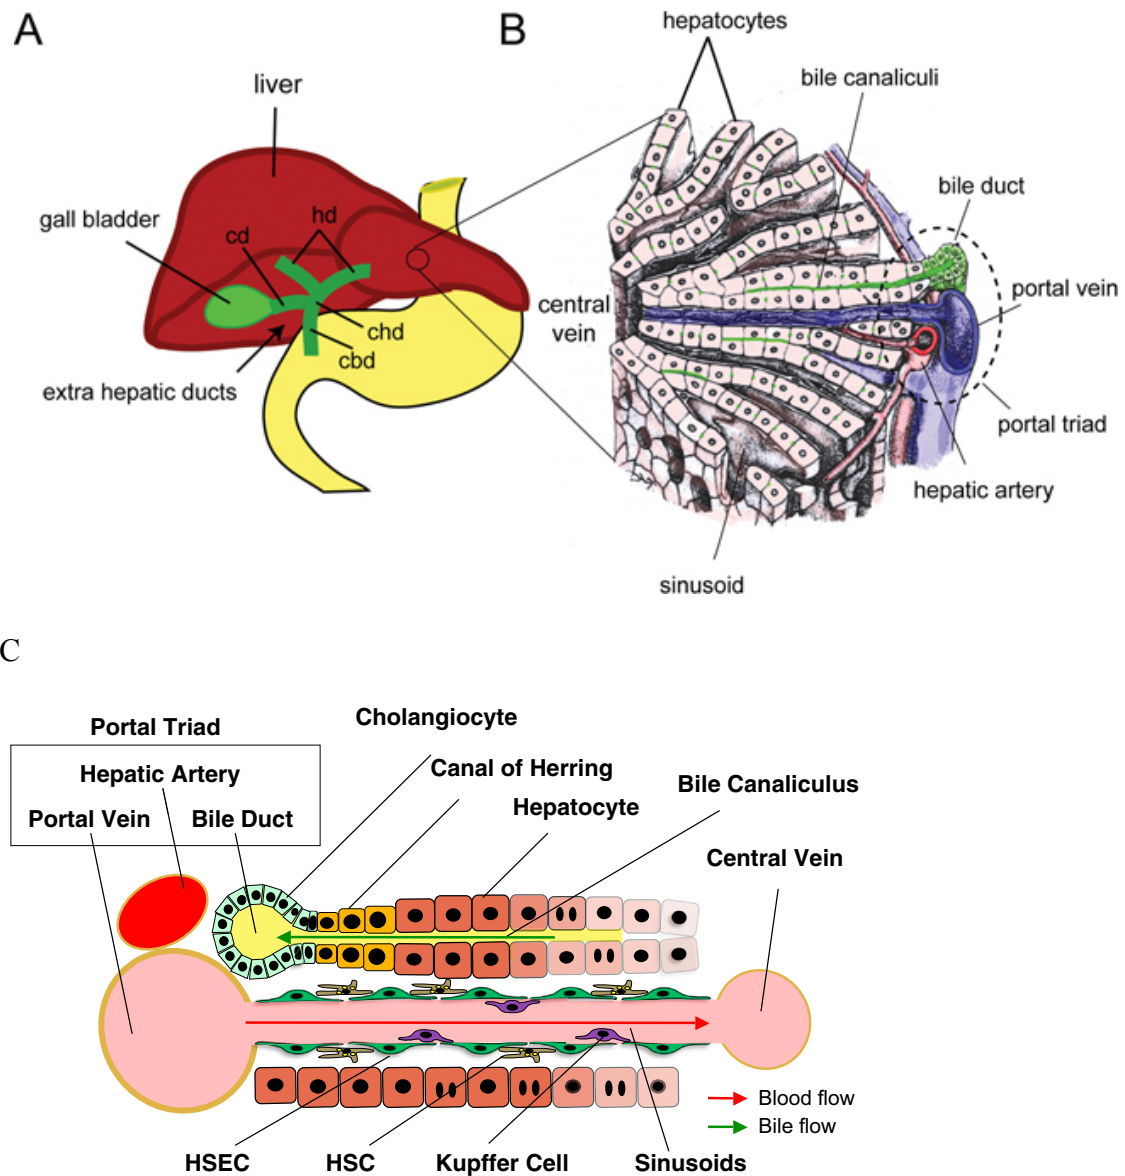 A
liver
gall bladder
cd
hd
chd
cbd
extra hepatic ducts
B
hepatocytes
bile canaliculi
bile duct
central
vein
portal vein
portal triad
hepatic artery
sinusoid
C
Portal Triad
Hepatic Artery
Portal Vein
Bile Duct
Cholangiocyte
Canal of Herring
Hepatocyte
Bile Canaliculus
Central Vein
HSEC
HSC
Kupffer Cell
Sinusoids
Blood flow
Bile flow